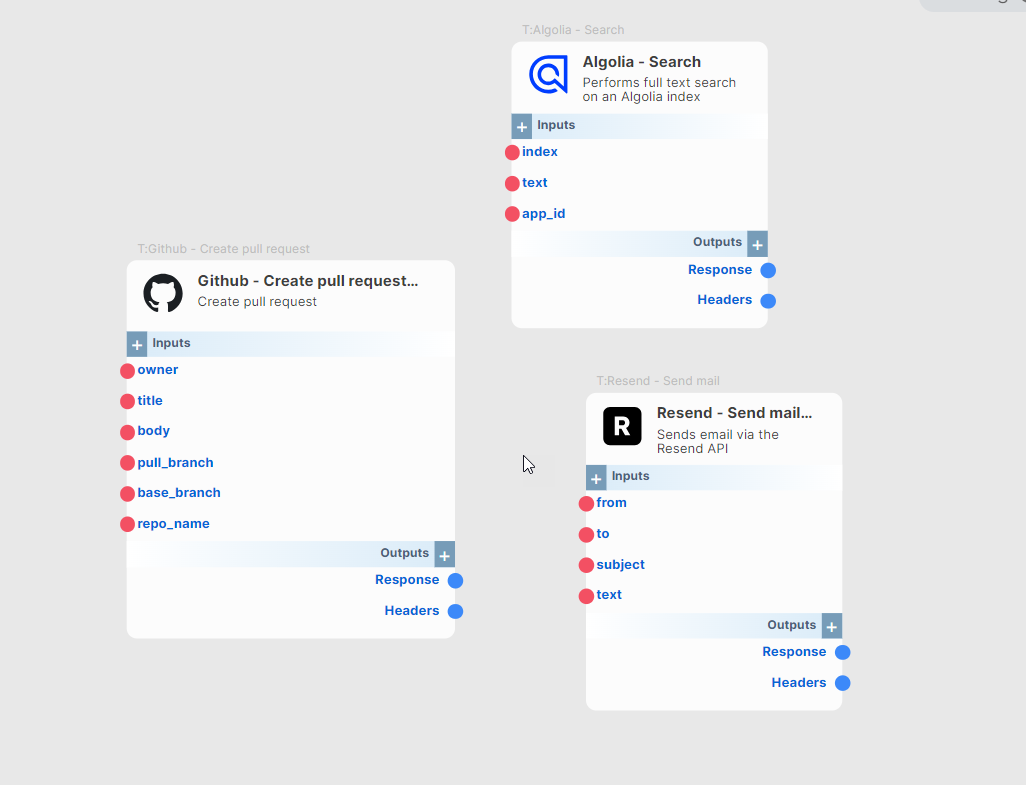 T:Algolia - Search
Algolia - Search
Performs full text search
on an Algolia index
+ Inputs
index
text
app_id
Outputs +
Response
Headers
T:Github - Create pull request
Github - Create pull request...
Create pull request
+ Inputs
owner
title
body
pull_branch
base_branch
repo_name
Outputs +
Response
Headers
T:Resend - Send mail
R
Resend - Send mail...
Sends email via the
Resend API
+ Inputs
from
to
subject
text
Outputs +
Response
Headers